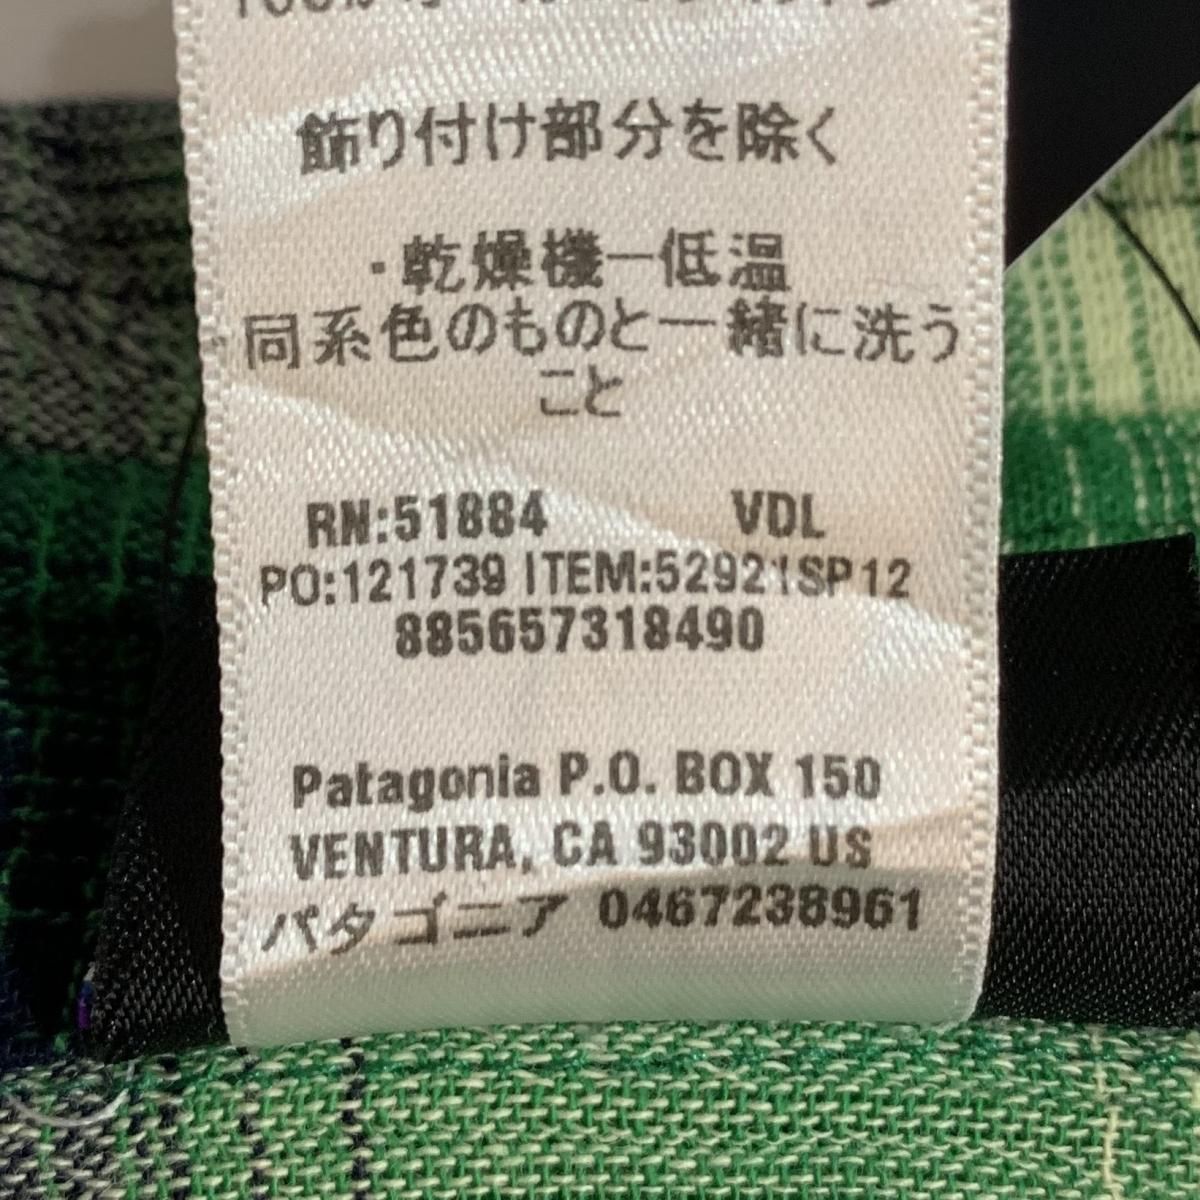 飾り付け部分を除く
・乾燥機ー低温
同系色のものと一緒に洗う
こと
RN:51884 VDL
PO:121739 ITEM:52921SP12
885657318490
Patagonia P.O. BOX 150
VENTURA, CA 93002 US
パタゴニア 0467238961